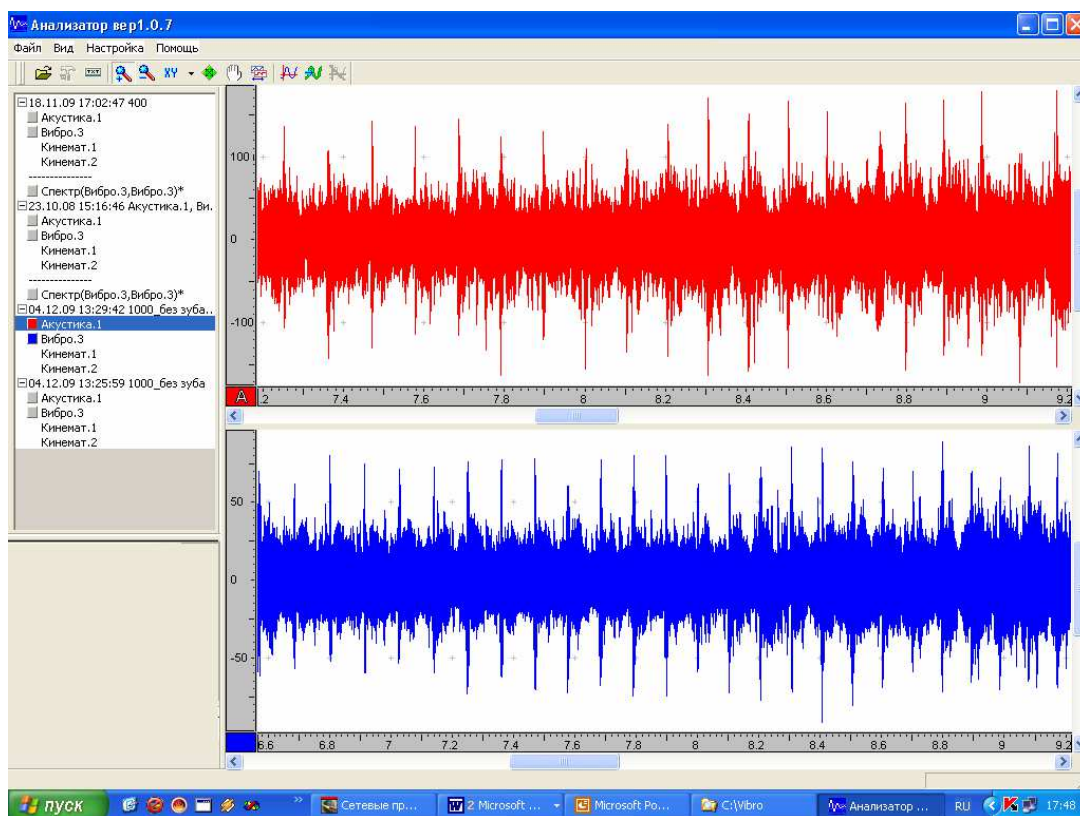 Анализатор вер1.0.7
Файл Вид Настройка Помощь
TXT XY
18.11.09 17:02:47 400
Акустика.1
Вибро.3
Кинемат.1
Кинемат.2
---------------
Спектр(Вибро.3,Вибро.3)*
23.10.08 15:16:46 Акустика.1, Ви.
Акустика.1
Вибро.3
Кинемат.1
Кинемат.2
---------------
Спектр(Вибро.3,Вибро.3)*
04.12.09 13:29:42 1000_без зуба..
Акустика.1
Вибро.3
Кинемат.1
Кинемат.2
04.12.09 13:25:59 1000_без зуба
Акустика.1
Вибро.3
Кинемат.1
Кинемат.2
100
0
-100
A .2 7.4 7.6 7.8 8 8.2 8.4 8.6 8.8 9 9.2
50
0
-50
6.6 6.8 7 7.2 7.4 7.6 7.8 8 8.2 8.4 8.6 8.8 9 9.2
пуск » Сетевые пр... 2 Microsoft ... Microsoft Po... C:\Vibro Анализатор ... RU 17:48